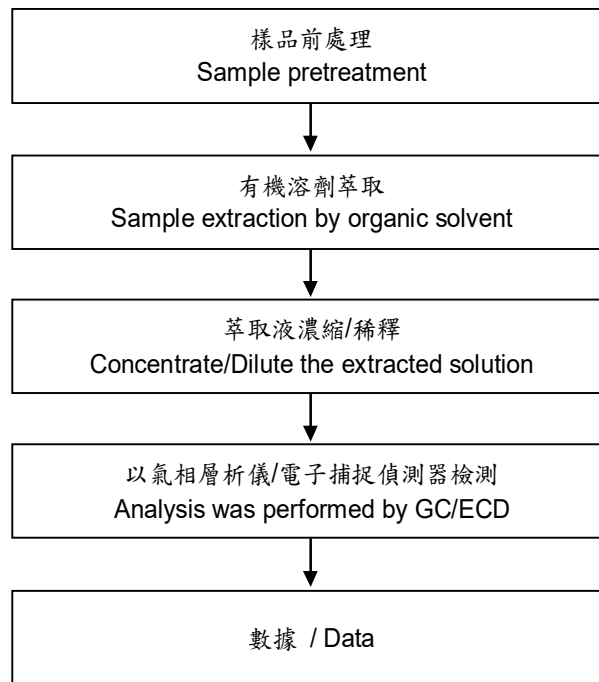 樣品前處理
Sample pretreatment
有機溶劑萃取
Sample extraction by organic solvent
萃取液濃縮/稀釋
Concentrate/Dilute the extracted solution
以氣相層析儀/電子捕捉偵測器檢測
Analysis was performed by GC/ECD
數據 / Data